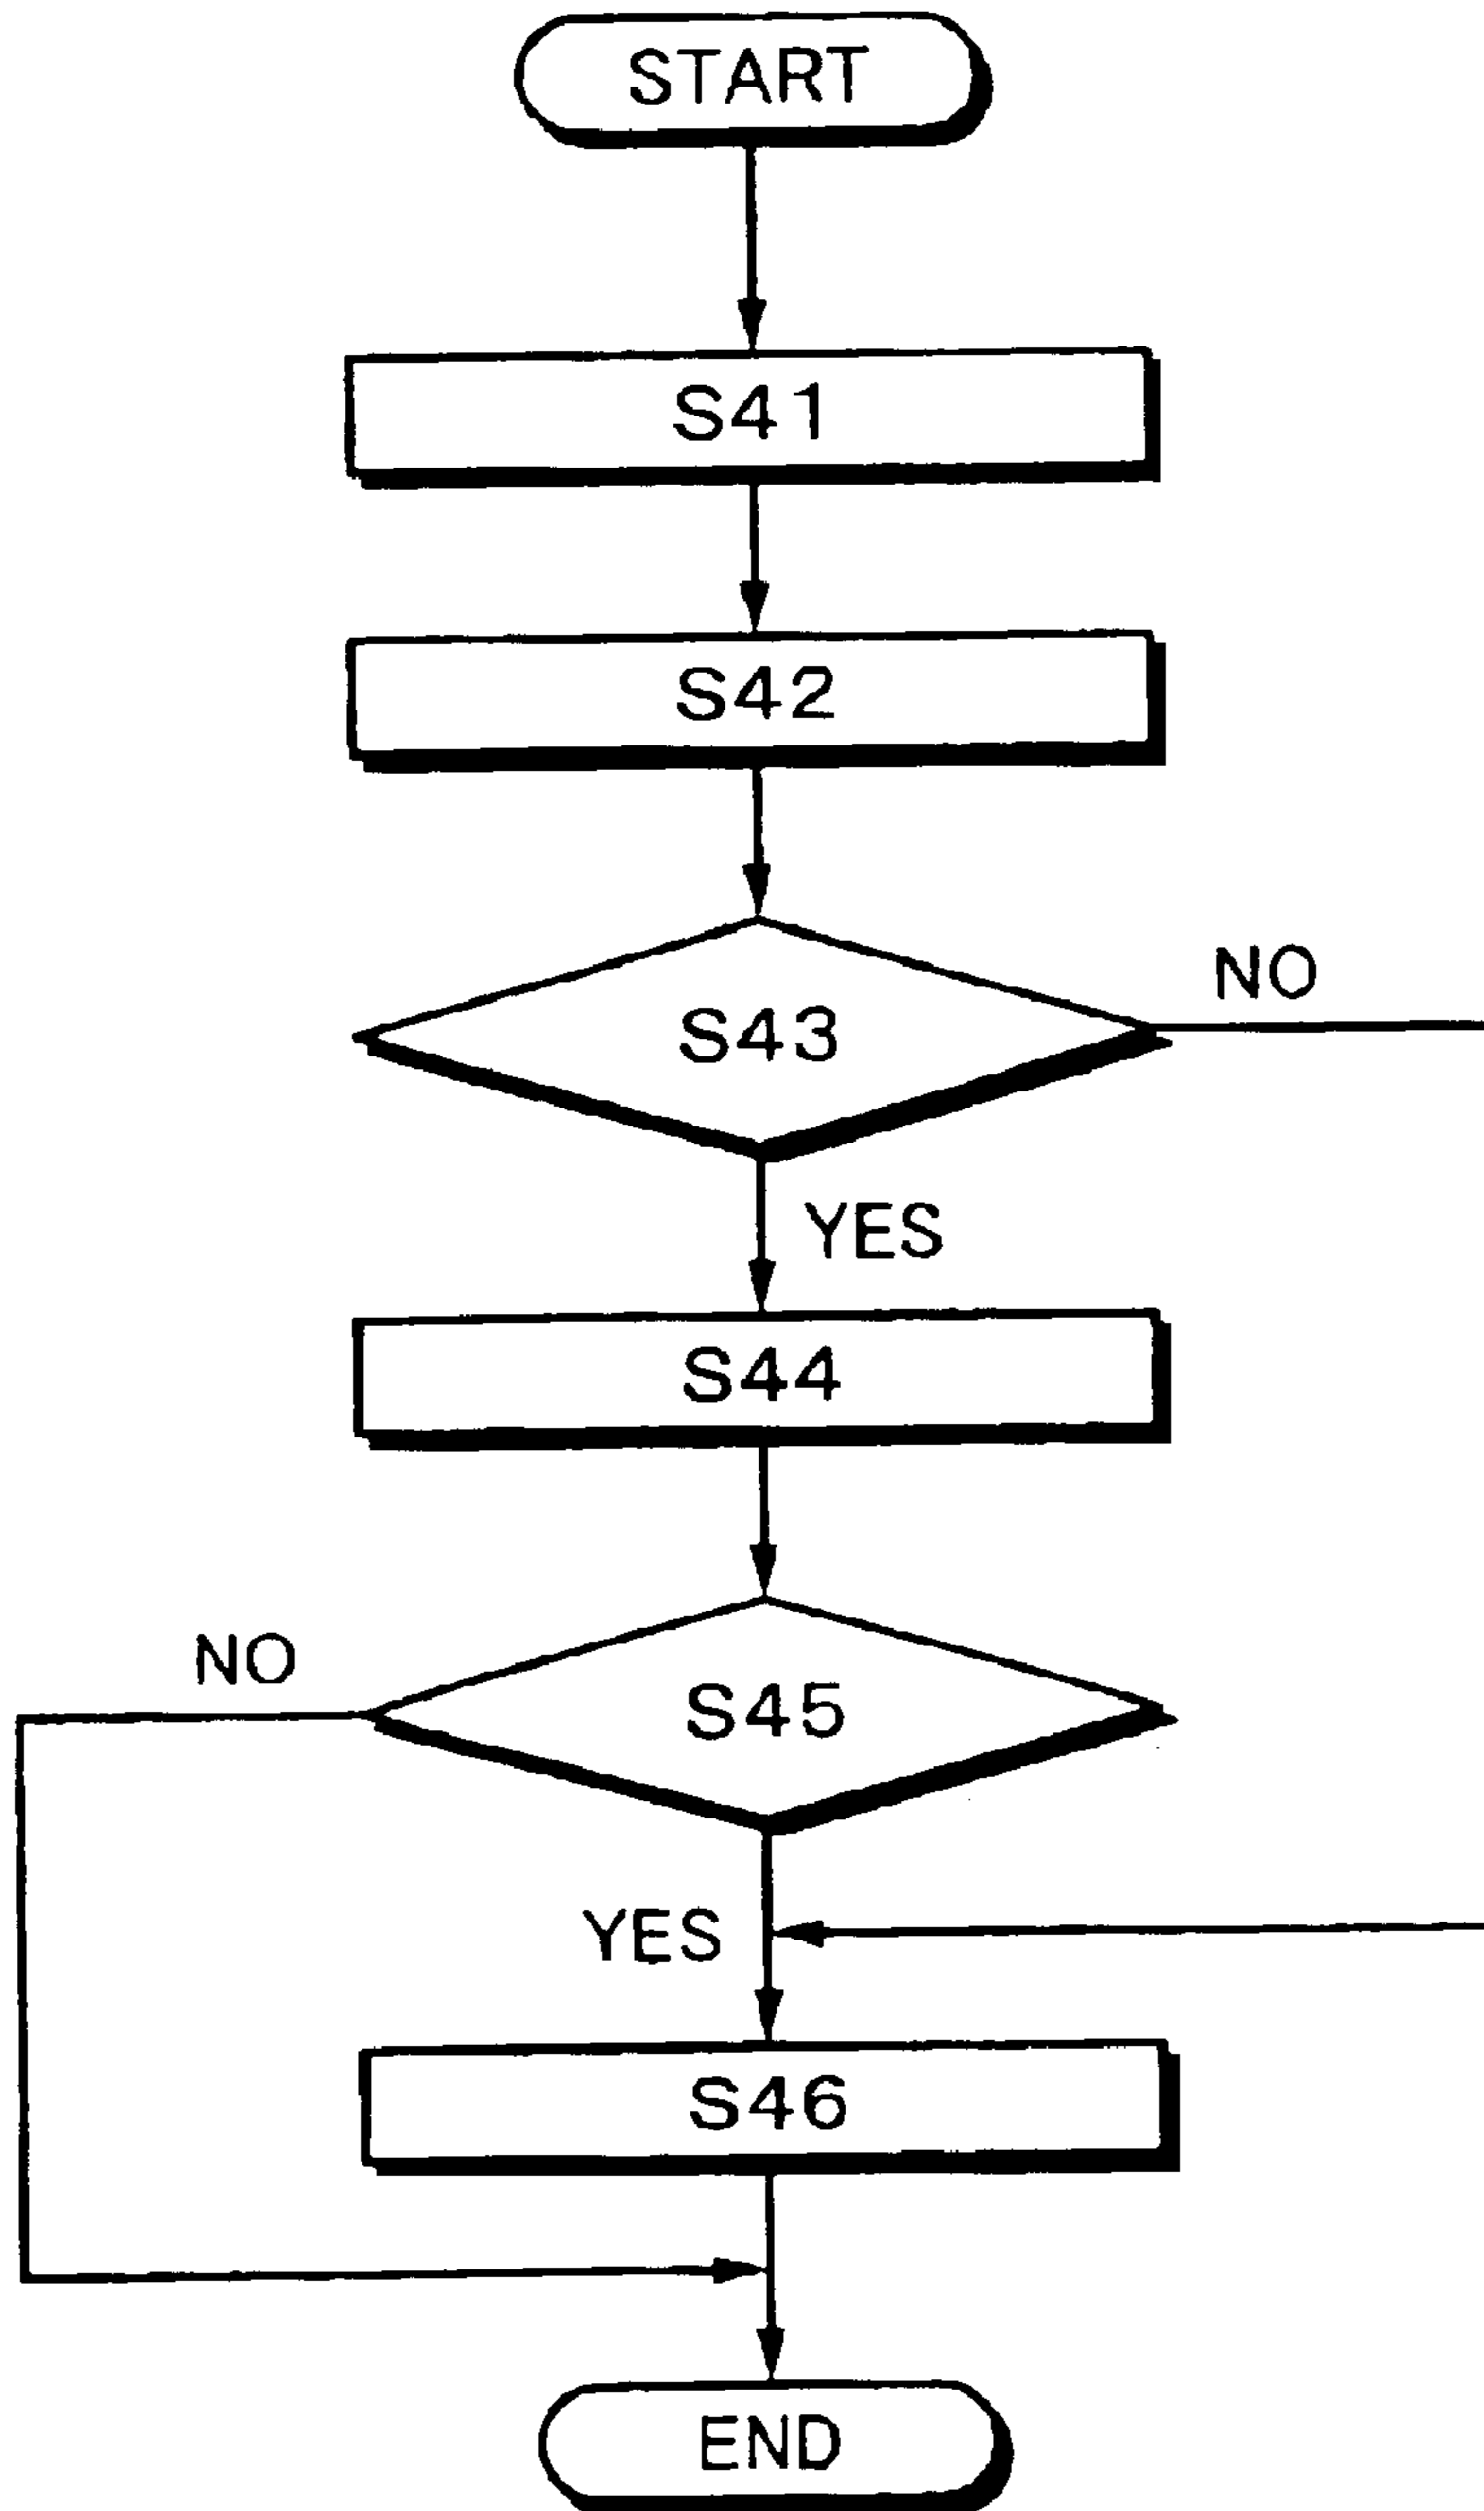 START
S41
S42
NO
S43
YES
S44
NO
S45
YES
S46
END